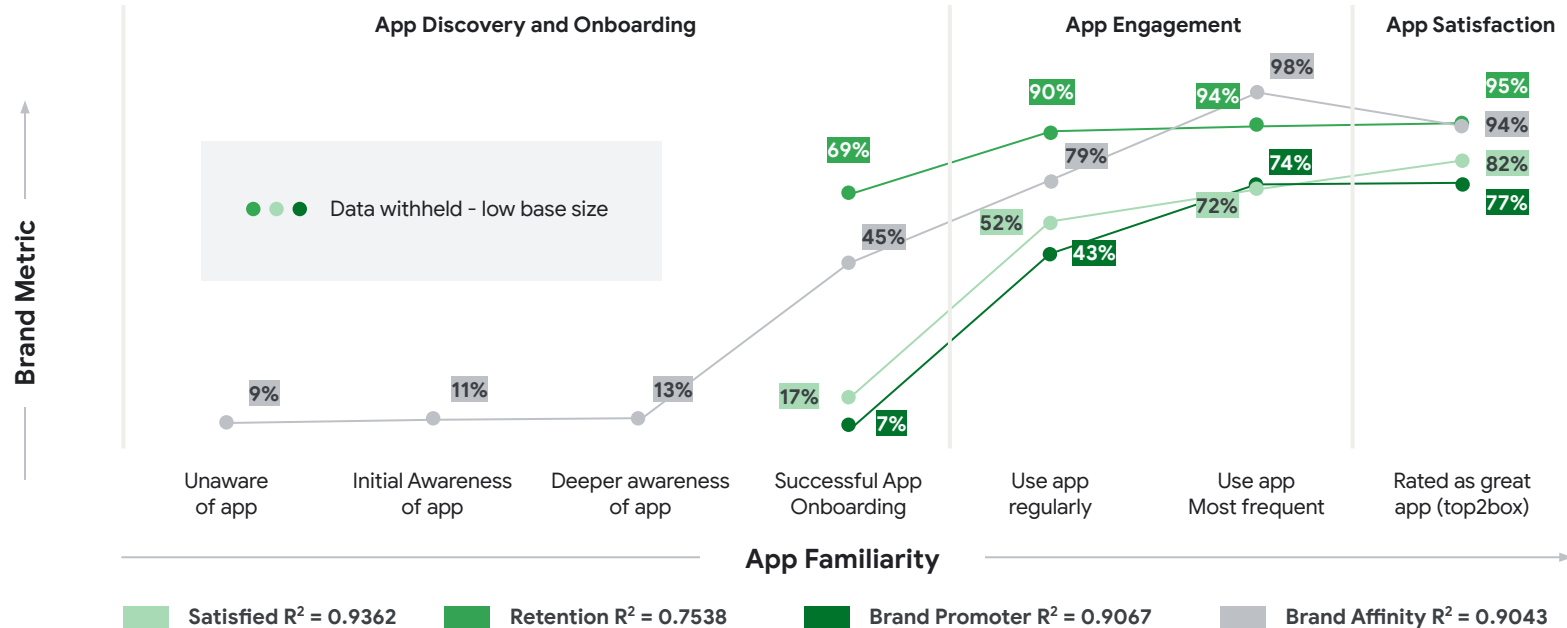 App Discovery and Onboarding
App Engagement
App Satisfaction
Brand Metric
98%
95%
90%
94%
94%
69%
79%
82%
74%
Data withheld - low base size
77%
72%
52%
45%
43%
9%
11%
13%
17%
7%
Unaware
of app
Initial Awareness
of app
Deeper awareness
of app
Successful App
Onboarding
Use app
regularly
Use app
Most frequent
Rated as great
app (top2box)
App Familiarity
Satisfied R² = 0.9362
Retention R² = 0.7538
Brand Promoter R² = 0.9067
Brand Affinity R² = 0.9043